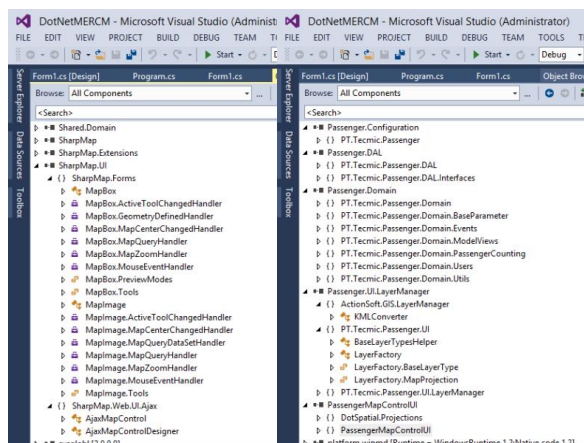 DotNetMERCM - Microsoft Visual Studio (Administ
FILE EDIT VIEW PROJECT BUILD DEBUG TEAM
Start
Form1.cs [Design] Program.cs Form1.cs
Server Explorer
Data Sources
Toolbox
Browse: All Components
<Search>
Shared.Domain
SharpMap
SharpMap.Extensions
SharpMap.UI
{ } SharpMap.Forms
MapBox
MapBox.ActiveToolChangedHandler
MapBox.GeometryDefinedHandler
MapBox.MapCenterChangedHandler
MapBox.MapQueryHandler
MapBox.MapZoomHandler
MapBox.MouseEventHandler
MapBox.PreviewModes
MapBox.Tools
MapImage
MapImage.ActiveToolChangedHandler
MapImage.MapCenterChangedHandler
MapImage.MapQueryDataSetHandler
MapImage.MapQueryHandler
MapImage.MapZoomHandler
MapImage.MouseEventHandler
MapImage.Tools
{ } SharpMap.Web.UI.Ajax
AjaxMapControl
AjaxMapControlDesigner
DotNetMERCM - Microsoft Visual Studio (Administrator)
FILE EDIT VIEW PROJECT BUILD DEBUG TEAM TOOLS
Start Debug
Form1.cs [Design] Program.cs Form1.cs Object Bro
Server Explorer
Data Sources
Toolbox
Browse: All Components
<Search>
Passenger.Configuration
{ } PT.Tecmic.Passenger
Passenger.DAL
{ } PT.Tecmic.Passenger.DAL
{ } PT.Tecmic.Passenger.DAL.Interfaces
Passenger.Domain
{ } PT.Tecmic.Passenger.Domain
{ } PT.Tecmic.Passenger.Domain.BaseParameter
{ } PT.Tecmic.Passenger.Domain.Events
{ } PT.Tecmic.Passenger.Domain.ModelViews
{ } PT.Tecmic.Passenger.Domain.PassengerCounting
{ } PT.Tecmic.Passenger.Domain.Users
{ } PT.Tecmic.Passenger.Domain.Utils
Passenger.UI.LayerManager
{ } ActionSoft.GIS.LayerManager
KMLConverter
{ } PT.Tecmic.Passenger.UI
BaseLayerTypesHelper
LayerFactory
LayerFactory.BaseLayerType
LayerFactory.MapProjection
{ } PT.Tecmic.Passenger.UI.LayerManager
PassengerMapControlUI
{ } DotSpatial.Projections
{ } PassengerMapControlUI